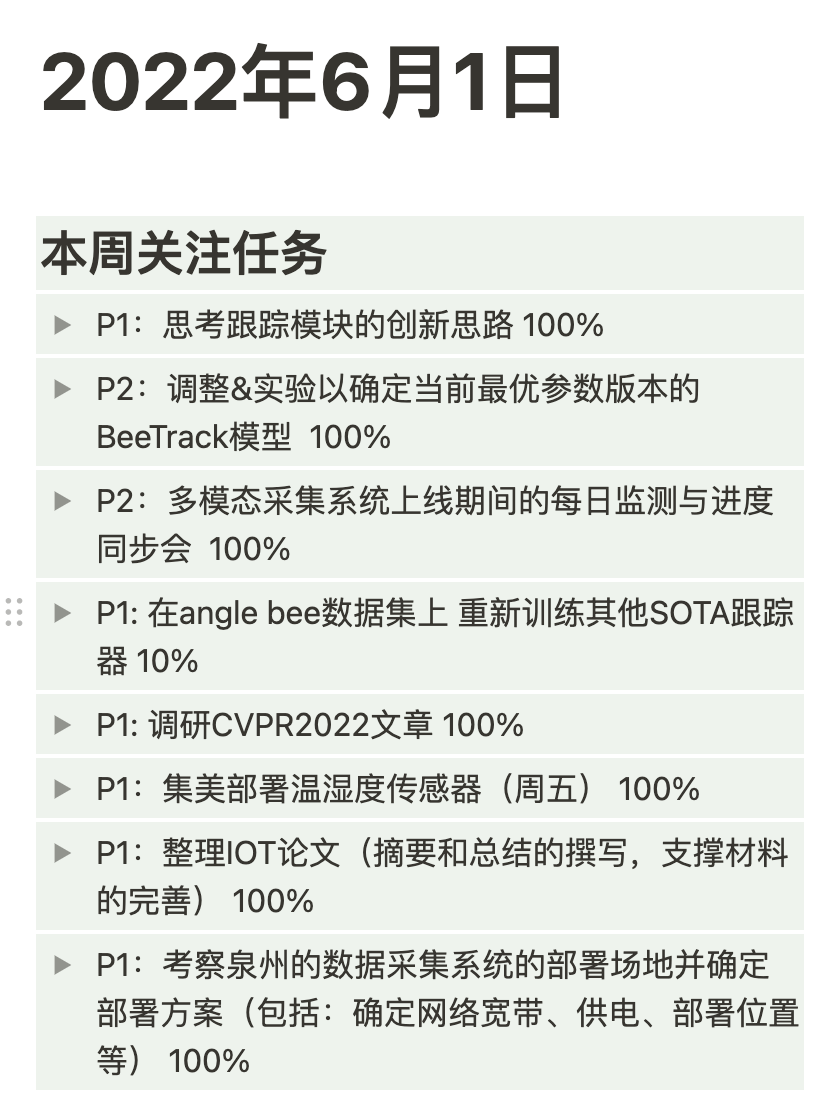 2022年6月1日
本周关注任务
P1：思考跟踪模块的创新思路 100%
P2：调整&实验以确定当前最优参数版本的
BeeTrack模型 100%
P2：多模态采集系统上线期间的每日监测与进度
同步会 100%
P1: 在angle bee数据集上 重新训练其他SOTA跟踪
器 10%
P1: 调研CVPR2022文章 100%
P1：集美部署温湿度传感器（周五） 100%
P1：整理IOT论文（摘要和总结的撰写，支撑材料
的完善） 100%
P1：考察泉州的数据采集系统的部署场地并确定
部署方案（包括：确定网络宽带、供电、部署位置
等） 100%